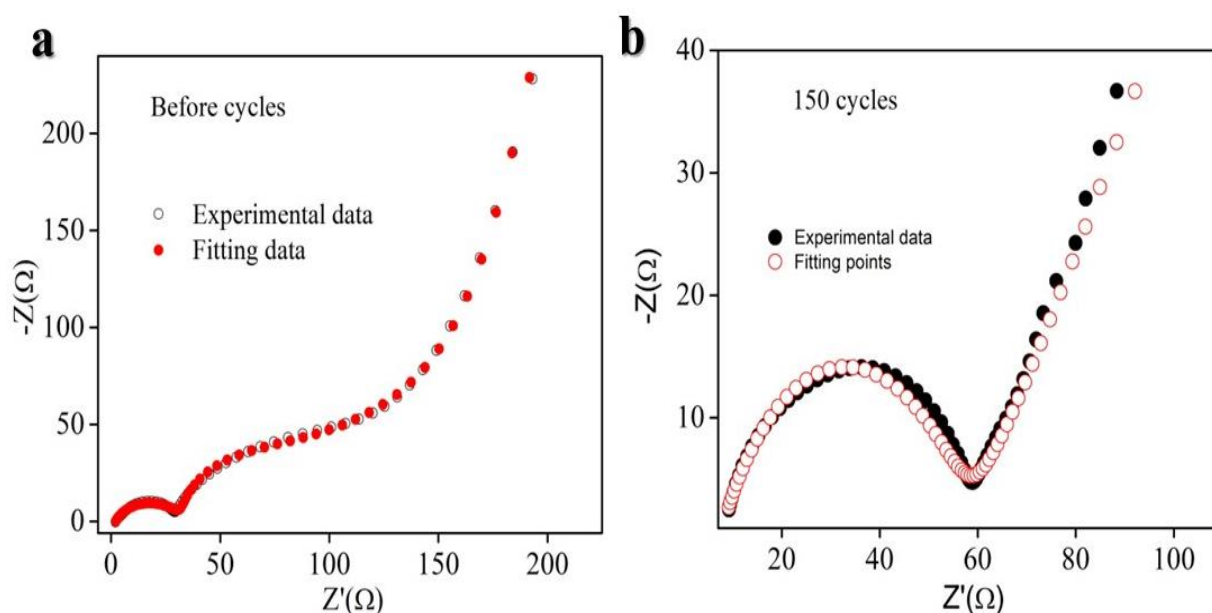 a
Before cycles
Experimental data
Fitting data
-Z(Ω)
200
150
100
50
0
0 50 100 150 200
Z'(Ω)
b
150 cycles
Experimental data
Fitting points
-Z(Ω)
40
30
20
10
20 40 60 80 100
Z'(Ω)